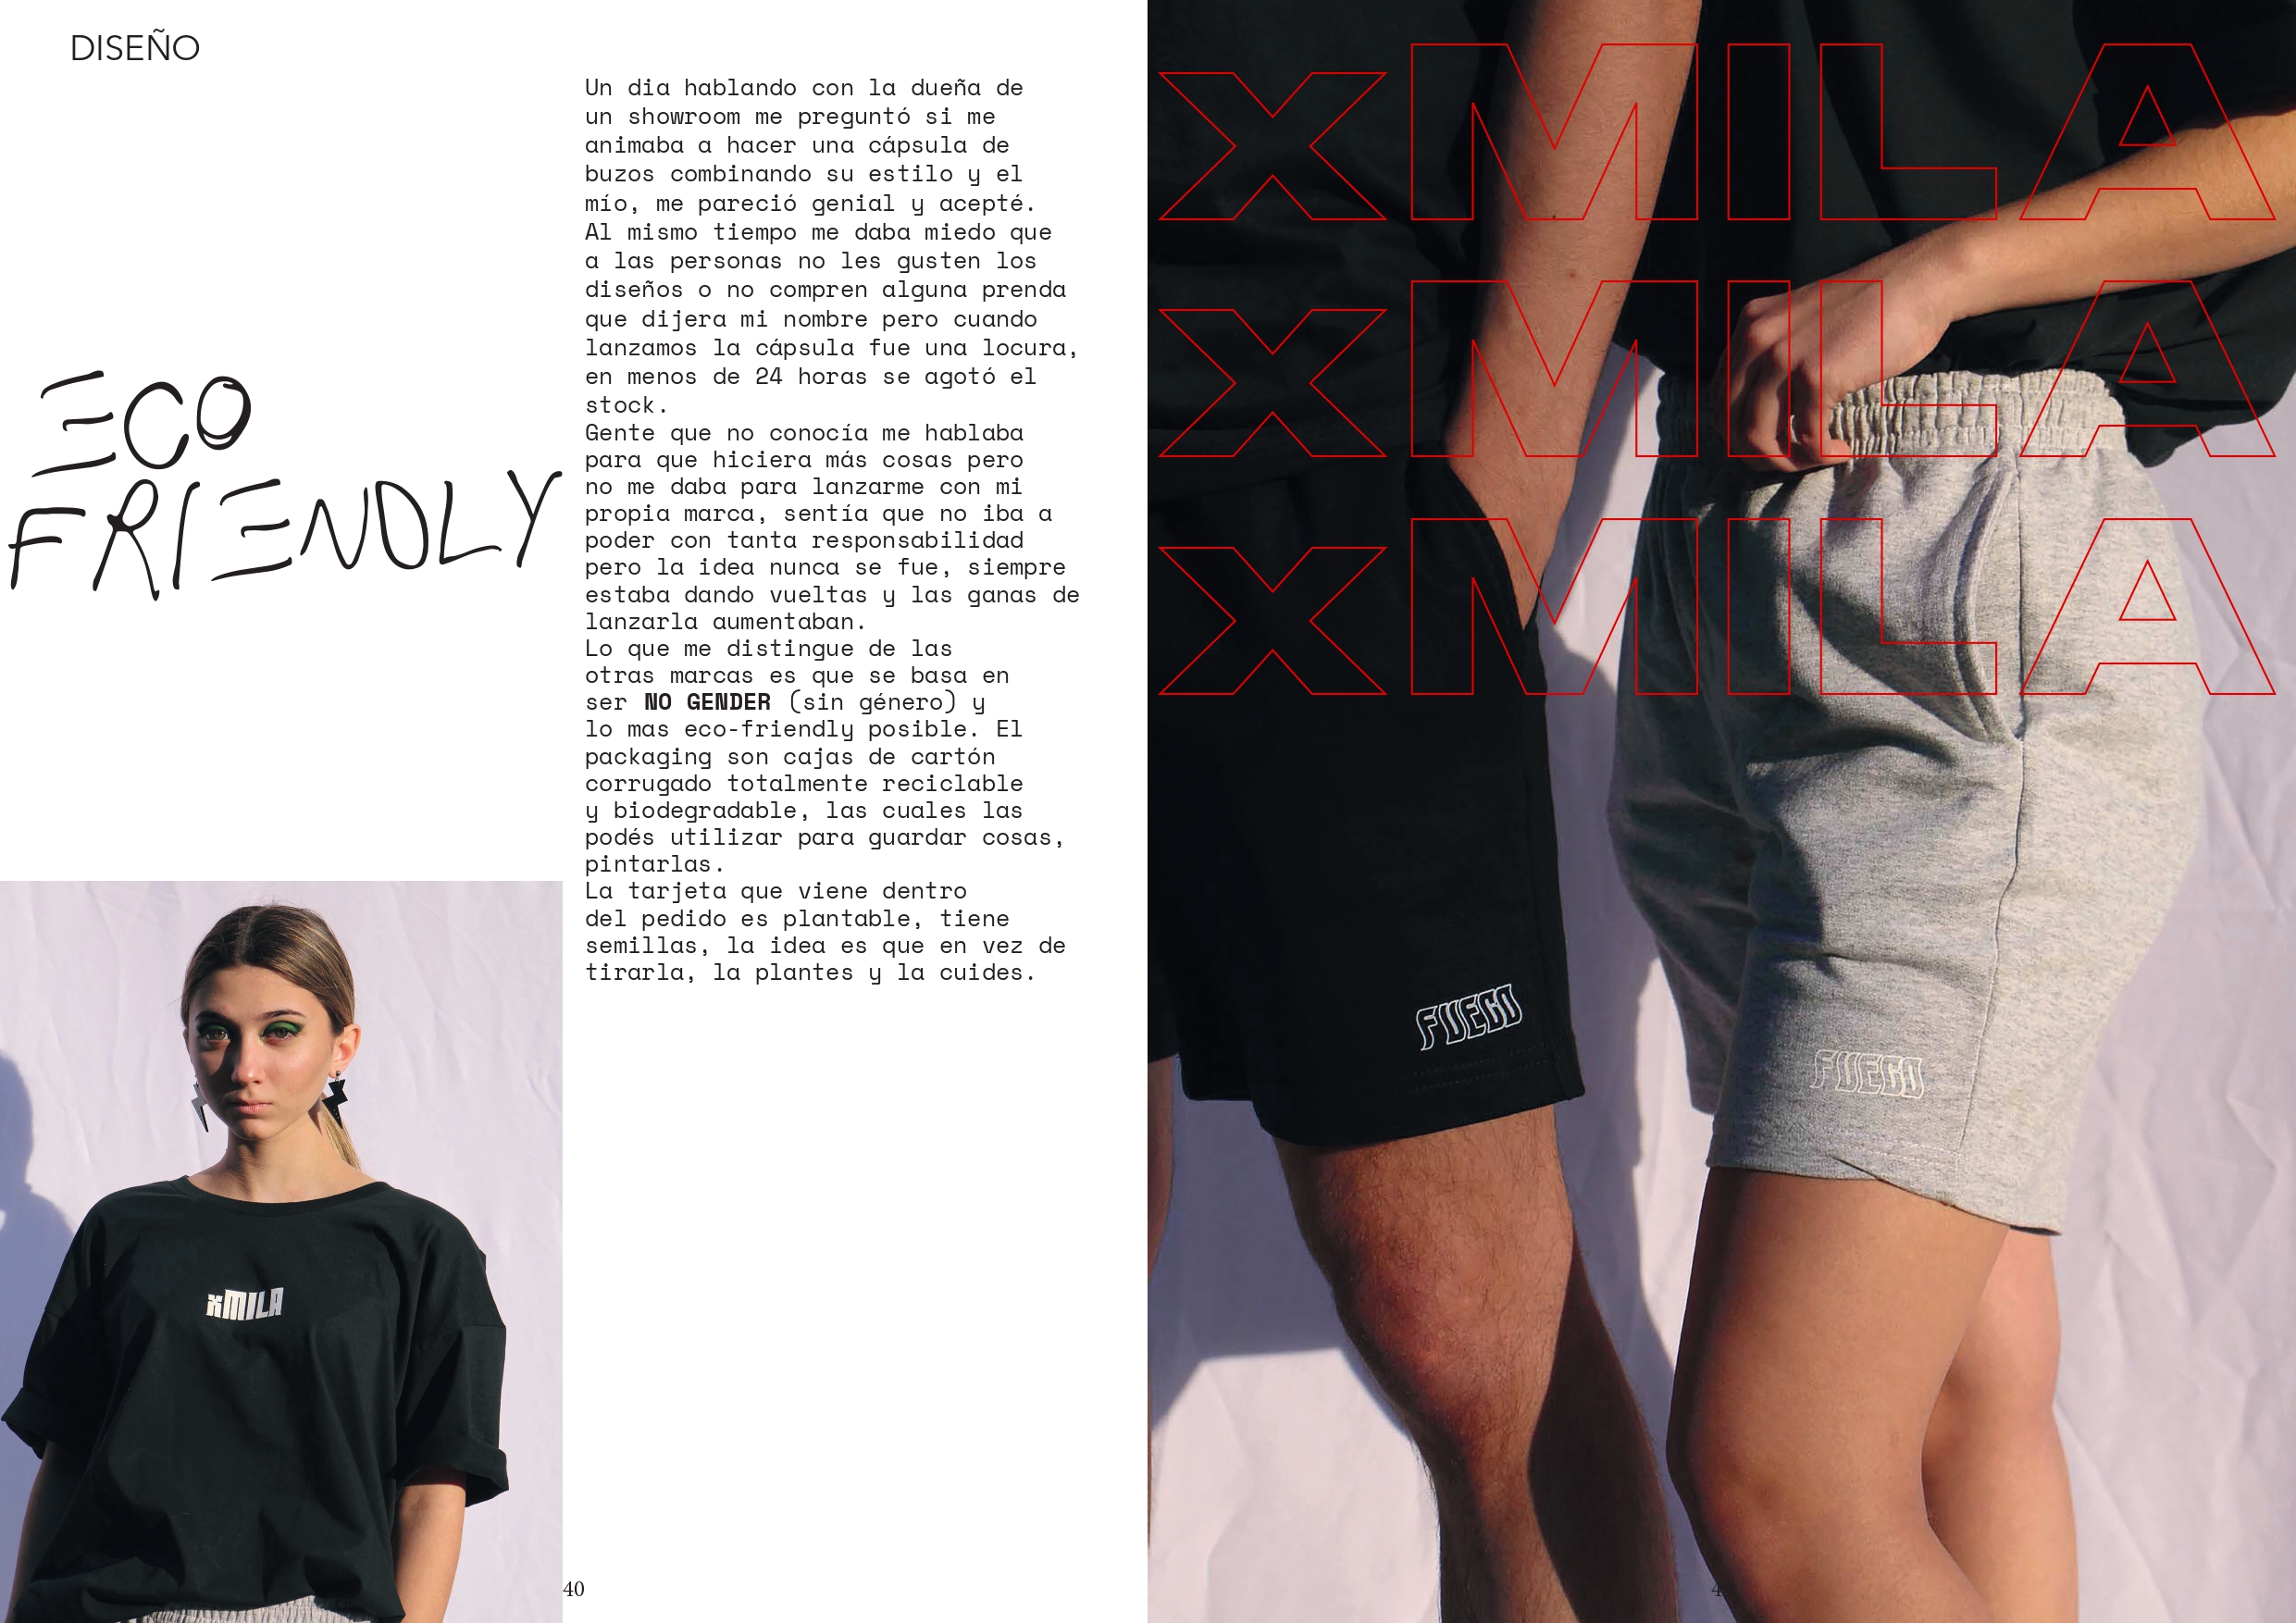 DISEÑO
ECO
FRIENDLY
Un dia hablando con la dueña de
un showroom me preguntó si me
animaba a hacer una cápsula de
buzos combinando su estilo y el
mío, me pareció genial y acepté.
Al mismo tiempo me daba miedo que
a las personas no les gusten los
diseños o no compren alguna prenda
que dijera mi nombre pero cuando
lanzamos la cápsula fue una locura,
en menos de 24 horas se agotó el
stock.
Gente que no conocía me hablaba
para que hiciera más cosas pero
no me daba para lanzarme con mi
propia marca, sentía que no iba a
poder con tanta responsabilidad
pero la idea nunca se fue, siempre
estaba dando vueltas y las ganas de
lanzarla aumentaban.
Lo que me distingue de las
otras marcas es que se basa en
ser NO GENDER (sin género) y
lo mas eco-friendly posible. El
packaging son cajas de cartón
corrugado totalmente reciclable
y biodegradable, las cuales las
podés utilizar para guardar cosas,
pintarlas.
La tarjeta que viene dentro
del pedido es plantable, tiene
semillas, la idea es que en vez de
tirarla, la plantes y la cuides.
xMILA
40
xMILA
xMILA
xMILA
FUEGO
FUEGO